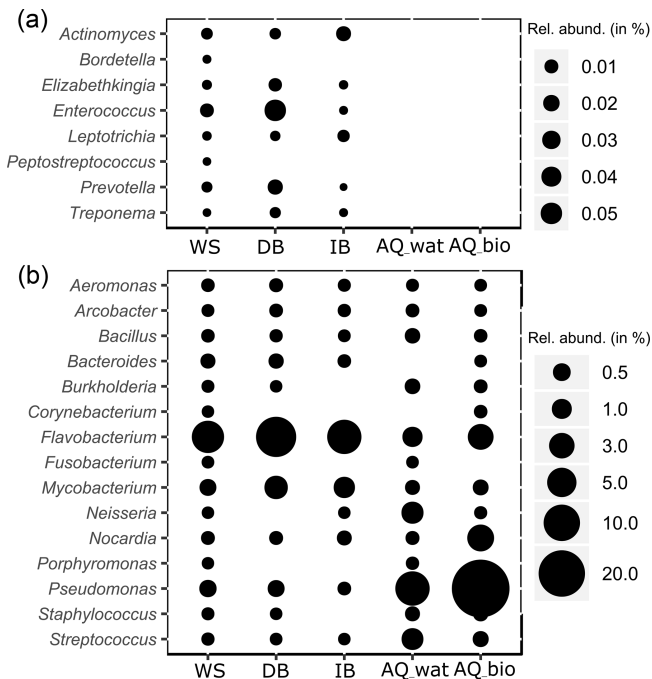 (a)
Rel. abund. (in %)
Actinomyces
Bordetella
Elizabethkingia
Enterococcus
Leptotrichia
Peptostreptococcus
Prevotella
Treponema
0.01
0.02
0.03
0.04
0.05
WS DB IB AQ_wat AQ_bio
(b)
Rel. abund. (in %)
Aeromonas
Arcobacter
Bacillus
Bacteroides
Burkholderia
Corynebacterium
Flavobacterium
Fusobacterium
Mycobacterium
Neisseria
Nocardia
Porphyromonas
Pseudomonas
Staphylococcus
Streptococcus
0.5
1.0
3.0
5.0
10.0
20.0
WS DB IB AQ_wat AQ_bio